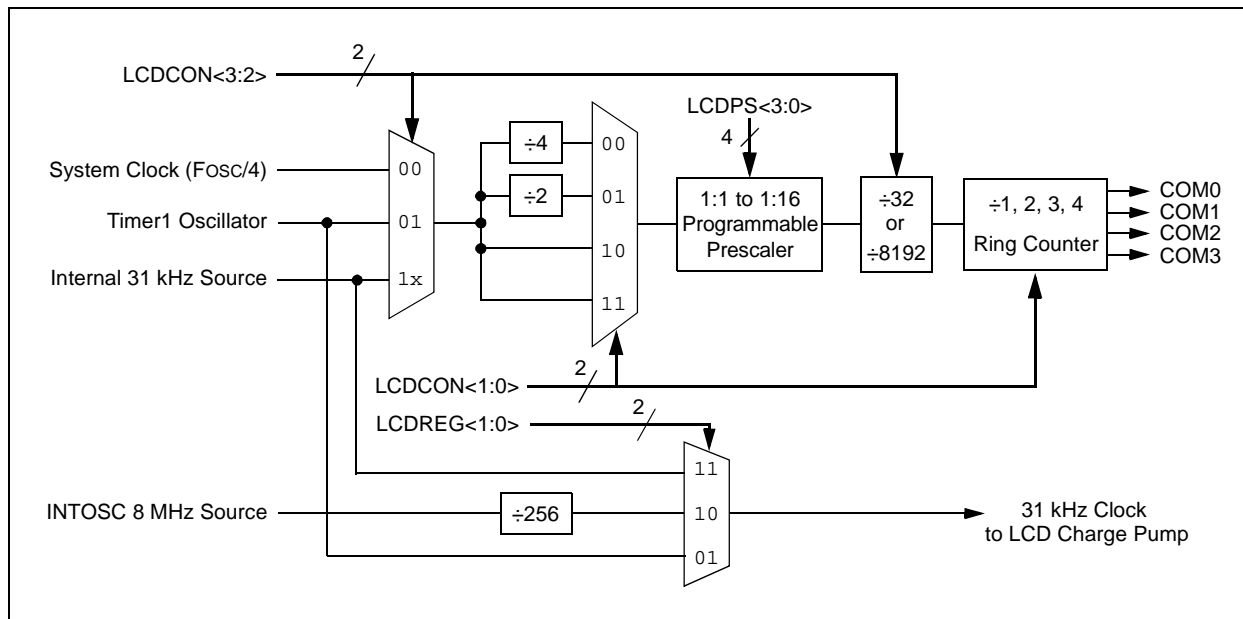 2
LCDCON<3:2>
LCDPS<3:0>
4
÷4
00
System Clock (FOSC/4)
00
÷2
01
1:1 to 1:16
Programmable
Prescaler
÷32
or
÷8192
÷1, 2, 3, 4
Ring Counter
COM0
COM1
COM2
COM3
Timer1 Oscillator
01
10
Internal 31 kHz Source
1x
11
LCDCON<1:0>
2
LCDREG<1:0>
2
11
INTOSC 8 MHz Source
÷256
10
31 kHz Clock
to LCD Charge Pump
01